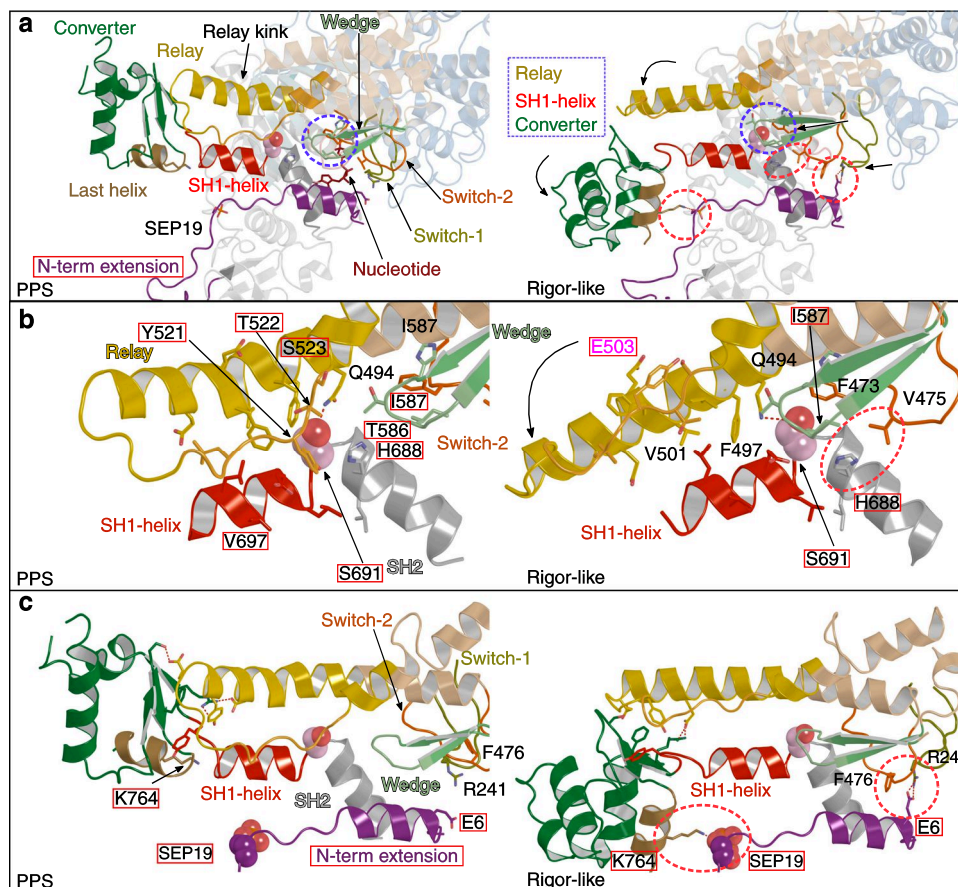 a
Converter
Relay
Relay kink
Wedge
Last helix
SH1-helix
SEP19
N-term extension
Switch-2
Switch-1
Nucleotide
PPS
Relay
SH1-helix
Converter
Rigor-like
b
Y521
T522
S523
Relay
I587
Q494
I587
T586
Switch-2
H688
SH1-helix
V697
S691
SH2
PPS
Wedge
I587
E503
Q494
F473
V475
V501
F497
H688
SH1-helix
S691
Rigor-like
c
Switch-2
Switch-1
F476
Wedge
R241
K764
SH1-helix
SH2
E6
SEP19
N-term extension
PPS
R24
F476
E6
K764
SEP19
Rigor-like